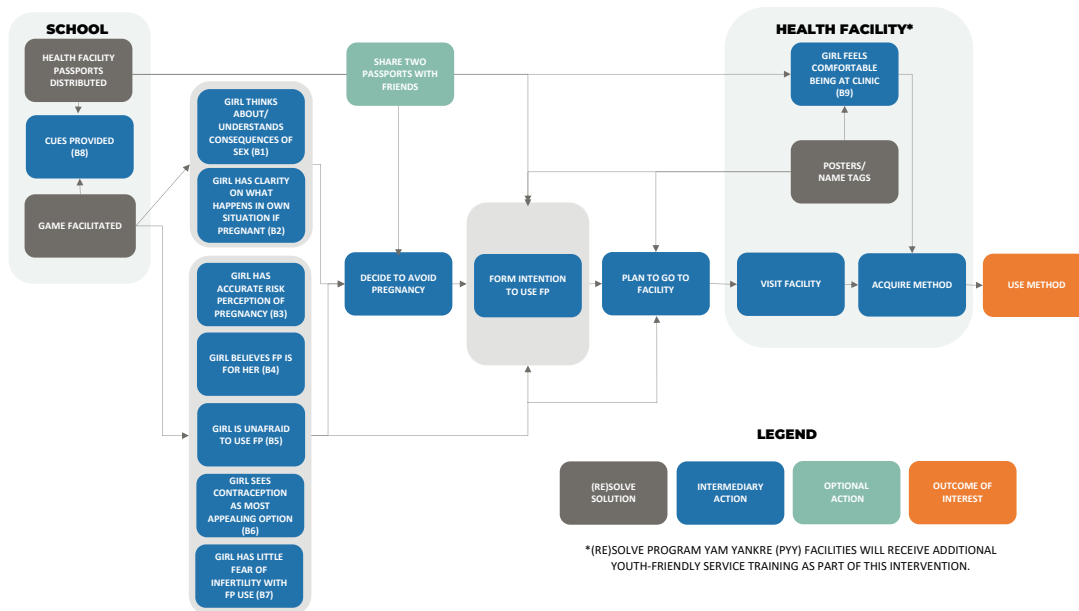 SCHOOL
HEALTH FACILITY
PASSPORTS
DISTRIBUTED
CUES PROVIDED
(B8)
GAME FACILITATED
GIRL THINKS
ABOUT/
UNDERSTANDS
CONSEQUENCES OF
SEX (B1)
GIRL HAS CLARITY
ON WHAT
HAPPENS IN OWN
SITUATION IF
PREGNANT (B2)
GIRL HAS
ACCURATE RISK
PERCEPTION OF
PREGNANCY (B3)
GIRL BELIEVES FP IS
FOR HER (B4)
GIRL IS UNAFRAID
TO USE FP (B5)
GIRL SEES
CONTRACEPTION
AS MOST
APPEALING OPTION
(B6)
GIRL HAS LITTLE
FEAR OF
INFERTILITY WITH
FP USE (B7)
SHARE TWO
PASSPORTS WITH
FRIENDS
DECIDE TO AVOID
PREGNANCY
FORM INTENTION
TO USE FP
PLAN TO GO TO
FACILITY
HEALTH FACILITY*
GIRL FEELS
COMFORTABLE
BEING AT CLINIC
(B9)
POSTERS/
NAME TAGS
VISIT FACILITY
ACQUIRE METHOD
USE METHOD
LEGEND
(RE)SOLVE
SOLUTION
INTERMEDIARY
ACTION
OPTIONAL
ACTION
OUTCOME OF
INTEREST
*(RE)SOLVE PROGRAM YAM YANKRE (PYY) FACILITIES WILL RECEIVE ADDITIONAL
YOUTH-FRIENDLY SERVICE TRAINING AS PART OF THIS INTERVENTION.